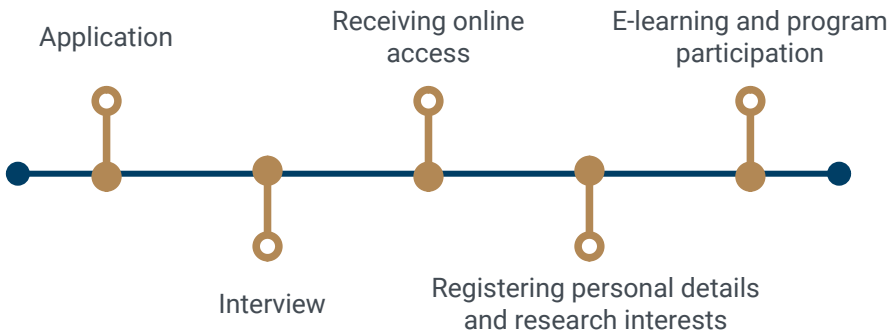 Application
Receiving online
access
E-learning and program
participation
Interview
Registering personal details
and research interests